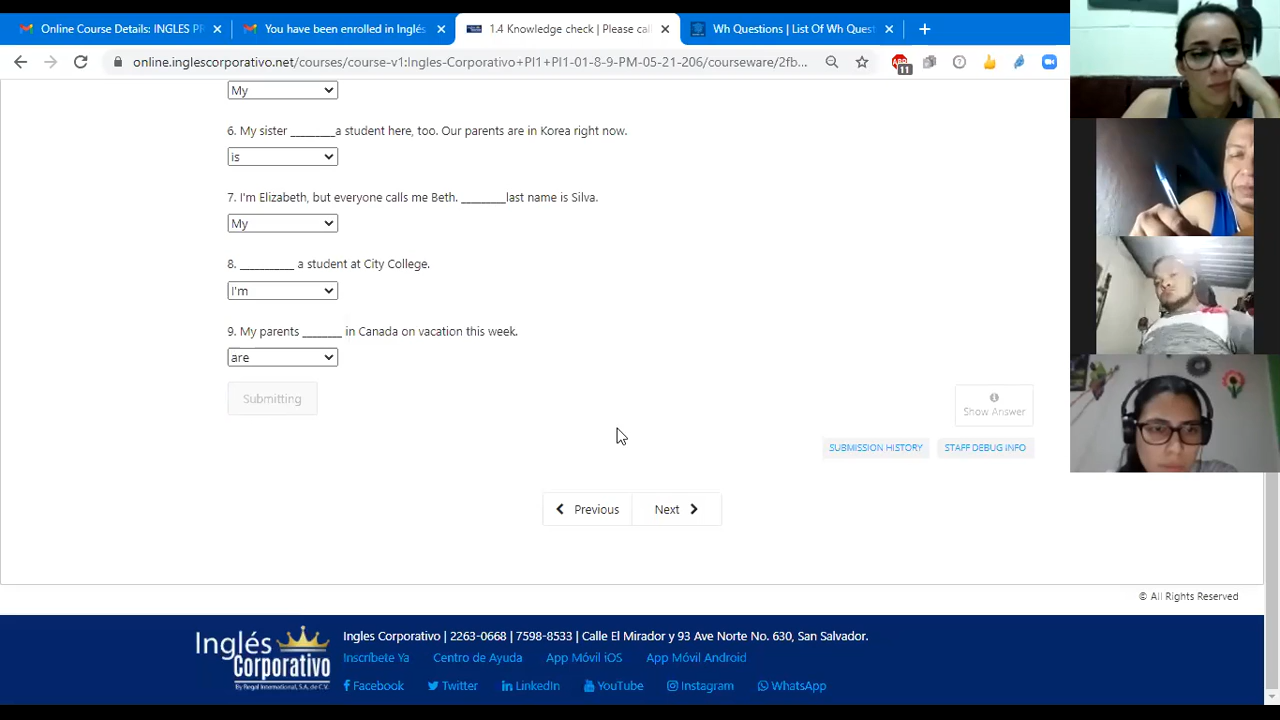 Online Course Details: INGLES PR
You have been enrolled in Inglés
1.4 Knowledge check | Please call
Wh Questions | List Of Wh Quest
online.inglescorporativo.net/courses/course-v1:Ingles-Corporativo+PI1+PI1-01-8-9-PM-05-21-206/courseware/2fb...
ABP
11
My
6. My sister _________a student here, too. Our parents are in Korea right now.
is
7. I'm Elizabeth, but everyone calls me Beth. ________last name is Silva.
My
8. __________ a student at City College.
I'm
9. My parents _______ in Canada on vacation this week.
are
Submitting
Show Answer
SUBMISSION HISTORY
STAFF DEBUG INFO
Previous
Next
© All Rights Reserved
Inglés
Corporativo
By Regal International, S.A. de C.V.
Ingles Corporativo | 2263-0668 | 7598-8533 | Calle El Mirador y 93 Ave Norte No. 630, San Salvador.
Inscríbete Ya
Centro de Ayuda
App Móvil iOS
App Móvil Android
Facebook
Twitter
LinkedIn
YouTube
Instagram
WhatsApp